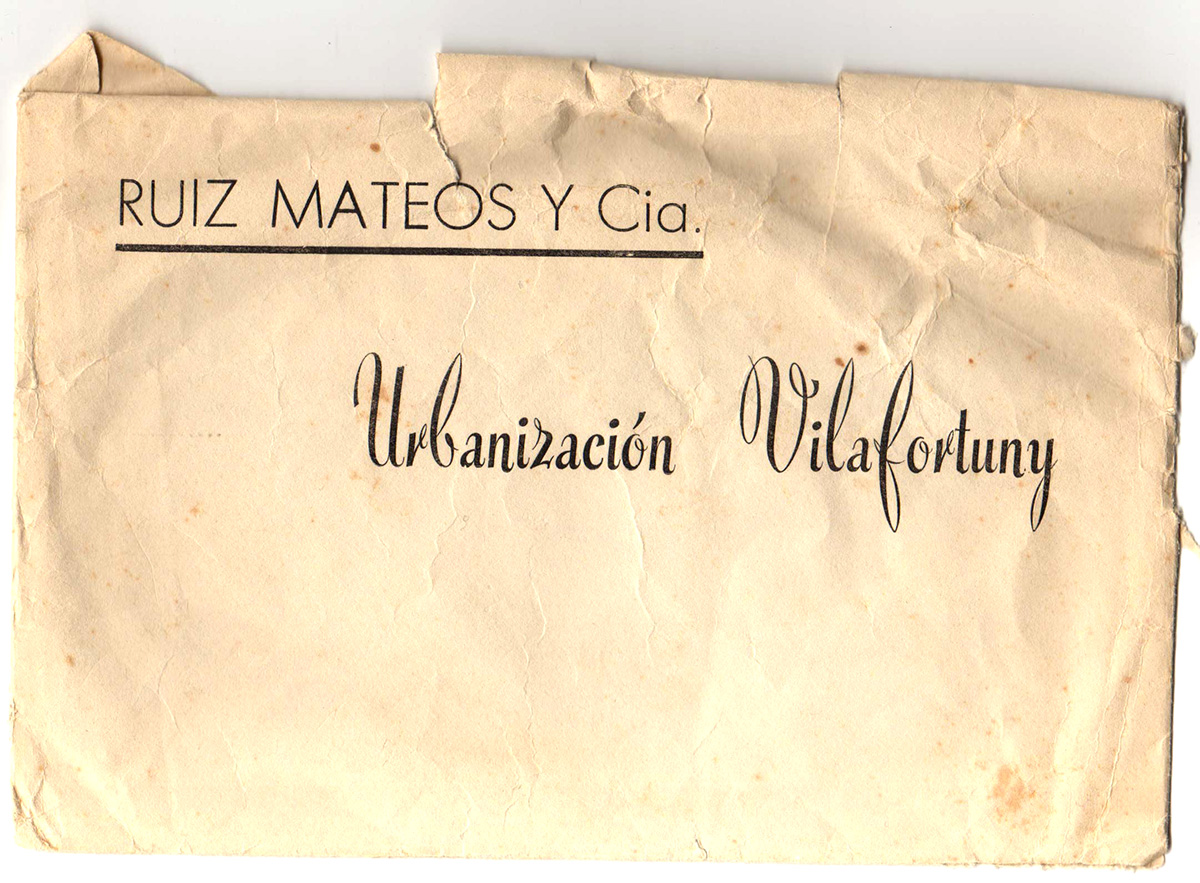 RUIZ MATEOS Y Cia.
Urbanización Vilafortuny